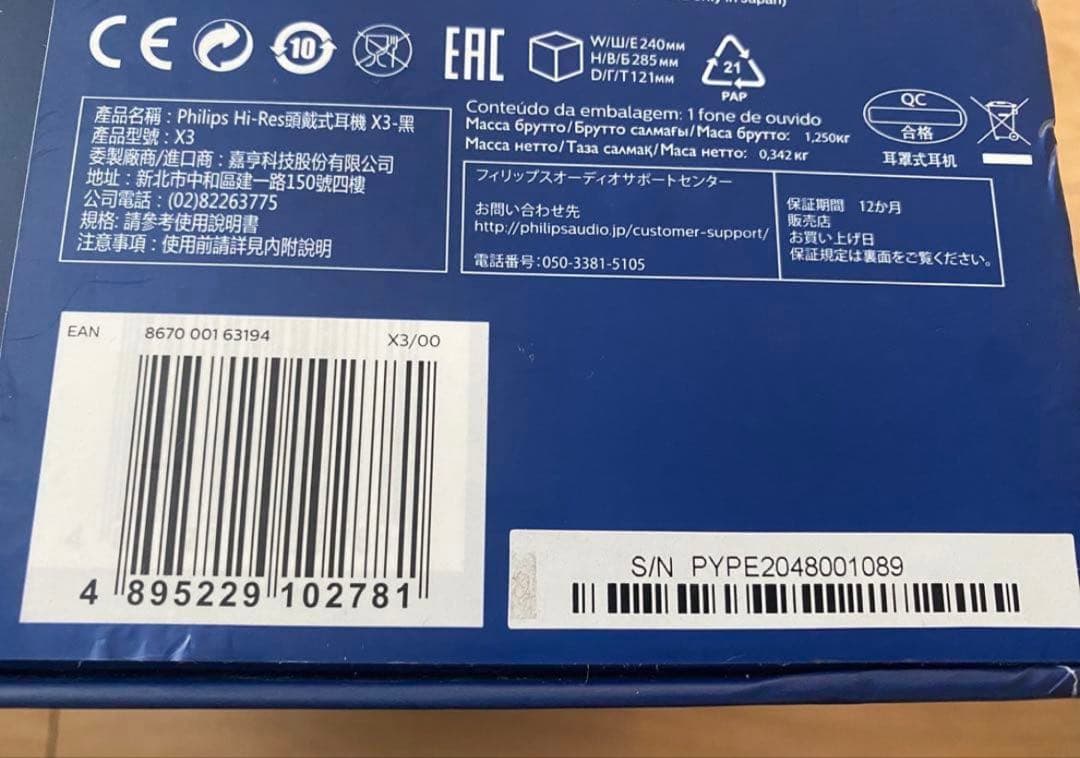 only in Japan)
CE
10
EAC
W/Ш/Е 240мм
H/В/Б 285 мм
D/Г/Т 121мм
21
PAP
產品名稱：Philips Hi-Res頭戴式耳機 X3-黑
產品型號：X3
委製廠商/進口商：嘉亨科技股份有限公司
地址：新北市中和區建一路150號四樓
公司電話：(02)82263775
規格: 請參考使用說明書
注意事項：使用前請詳見內附說明
Conteúdo da embalagem: 1 fone de ouvido
Масса брутто/Брутто салмағы/Маса брутто: 1,250кг
Масса нетто/Таза салмақ/Маса нетто: 0,342 кг
QC
合格
耳罩式耳机
フィリップスオーディオサポートセンター
お問い合わせ先
http://philipsaudio.jp/customer-support/
電話番号:050-3381-5105
保証期間 12か月
販売店
お買い上げ日
保証規定は裏面をご覧ください。
EAN 8670 001 63194 X3/00
4 895229 102781
S/N PYPE2048001089